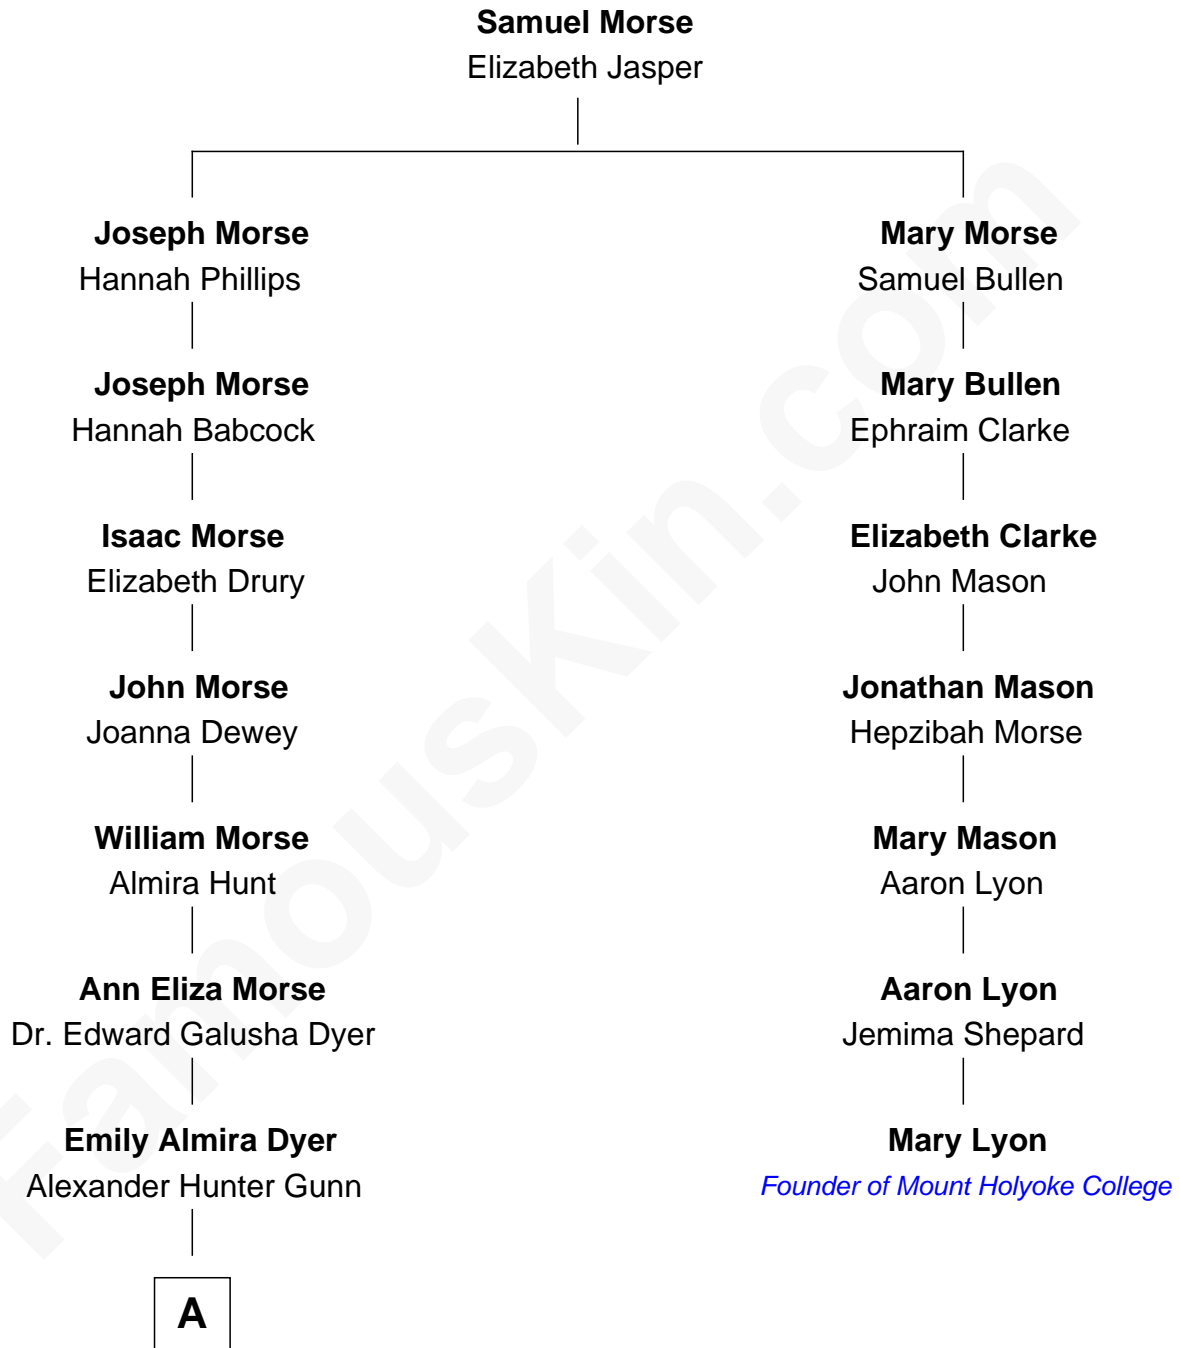 Samuel Morse
Elizabeth Jasper
Joseph Morse
Hannah Phillips
Mary Morse
Samuel Bullen
Joseph Morse
Hannah Babcock
Mary Bullen
Ephraim Clarke
Isaac Morse
Elizabeth Drury
Elizabeth Clarke
John Mason
John Morse
Joanna Dewey
Jonathan Mason
Hepzibah Morse
William Morse
Almira Hunt
Mary Mason
Aaron Lyon
Ann Eliza Morse
Dr. Edward Galusha Dyer
Aaron Lyon
Jemima Shepard
Emily Almira Dyer
Alexander Hunter Gunn
Mary Lyon
Founder of Mount Holyoke College
A
FamousKin.com